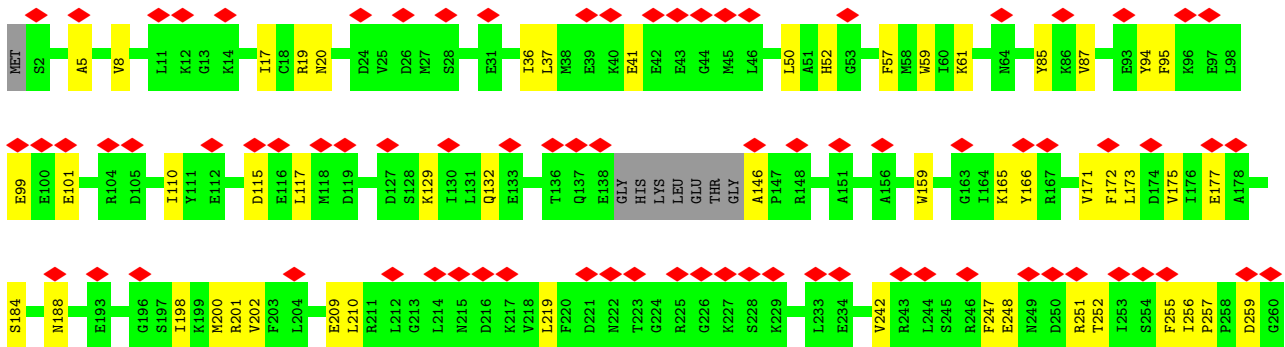 MET S2 A5 V8 L11 K12 G13 K14 I17 C18 R19 N20 D24 V25 D26 M27 S28 E31 I36 L37 M38 E39 K40 E41 E42 E43 G44 M45 L46 L50 A51 H52 G53 F57 M58 W59 I60 K61 N64 Y85 K86 V87 E93 Y94 F95 K96 E97 L98
E99 E100 E101 R104 D105 I110 Y111 E112 D115 E116 L117 M118 D119 D127 S128 K129 I130 L131 Q132 E133 T136 Q137 E138 GLY HIS LYS LEU GLU THR GLY A146 P147 R148 A151 A156 W159 G163 I164 K165 Y166 R167 V171 F172 L173 D174 V175 I176 E177 A178
S184 N188 E193 G196 S197 I198 K199 M200 R201 V202 F203 L204 E209 L210 R211 L212 G213 L214 N215 D216 K217 V218 L219 F220 D221 N222 T223 G224 R225 G226 K227 S228 K229 L233 E234 V242 R243 L244 S245 R246 F247 E248 N249 D250 R251 T252 I253 S254 F255 I256 P257 P258 D259 G260